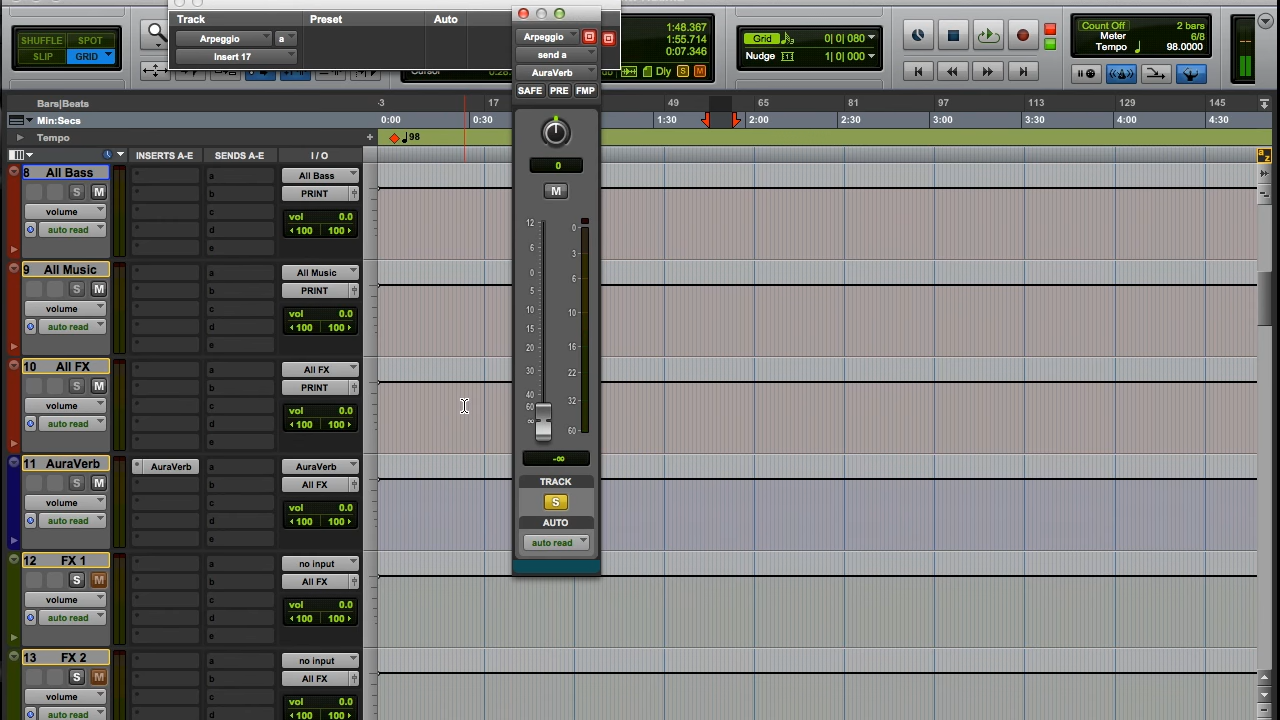 SHUFFLE SPOT
SLIP GRID
Track Preset Auto
Arpeggio a
Insert 17
Arpeggio
send a
AuraVerb
SAFE PRE FMP
0
M
12
6
0
5
10
15
20
30
40
60
∞
0
3
6
10
16
22
32
60
-∞
TRACK
S
AUTO
auto read
1:48.367
1:55.714
0:07.346
Dly S M
Cursor
Grid 0| 0| 080
Nudge 1| 0| 000
Count Off 2 bars
Meter 6/8
Tempo 98.0000
Bars|Beats -3 17 49 65 81 97 113 129 145
Min:Secs 0:00 0:30 1:30 2:00 2:30 3:00 3:30 4:00 4:30
Tempo + 98
INSERTS A-E SENDS A-E I / O
a
z
8 All Bass a All Bass
S M b PRINT
volume c vol 0.0
auto read d 100 100
e
9 All Music a All Music
S M b PRINT
volume c vol 0.0
auto read d 100 100
e
10 All FX a All FX
S M b PRINT
volume c vol 0.0
auto read d 100 100
e
11 AuraVerb AuraVerb a AuraVerb
S M b All FX
volume c vol 0.0
auto read d 100 100
e
12 FX 1 a no input
S M b All FX
volume c vol 0.0
auto read d 100 100
e
13 FX 2 a no input
S M b All FX
volume c vol 0.0
auto read d 100 100